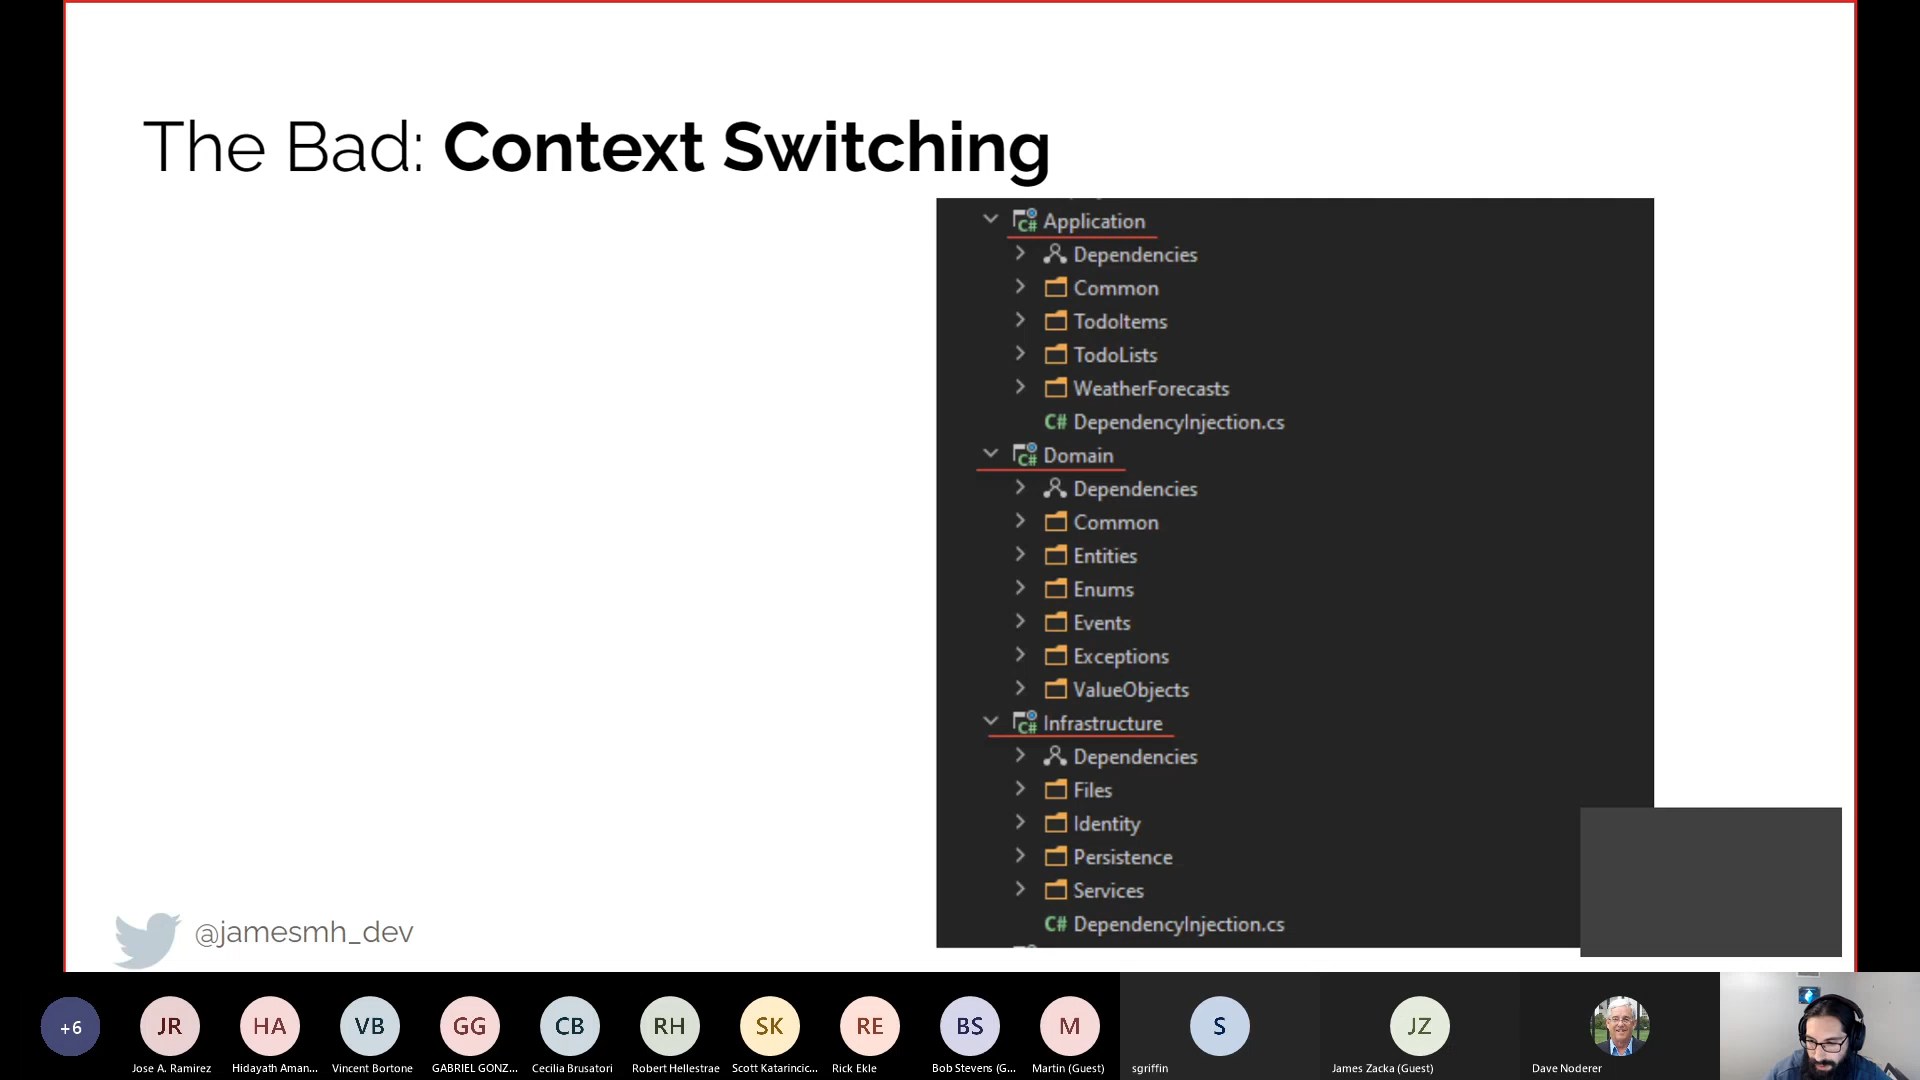 The Bad: Context Switching
Application
Dependencies
Common
TodoItems
TodoLists
WeatherForecasts
C# DependencyInjection.cs
Domain
Dependencies
Common
Entities
Enums
Events
Exceptions
ValueObjects
Infrastructure
Dependencies
Files
Identity
Persistence
Services
C# DependencyInjection.cs
@jamesmh_dev
+6
JR
HA
VB
GG
CB
RH
SK
RE
BS
M
S
JZ
Jose A. Ramirez
Hidayath Aman...
Vincent Bortone
GABRIEL GONZ...
Cecilia Brusatori
Robert Hellestrae
Scott Katarincic...
Rick Ekle
Bob Stevens (G...
Martin (Guest)
sgriffin
James Zacka (Guest)
Dave Noderer